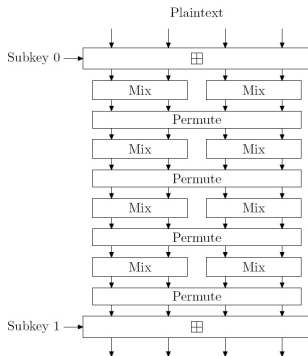 Plaintext
Subkey 0
Mix Mix
Permute
Mix Mix
Permute
Mix Mix
Permute
Mix Mix
Permute
Subkey 1